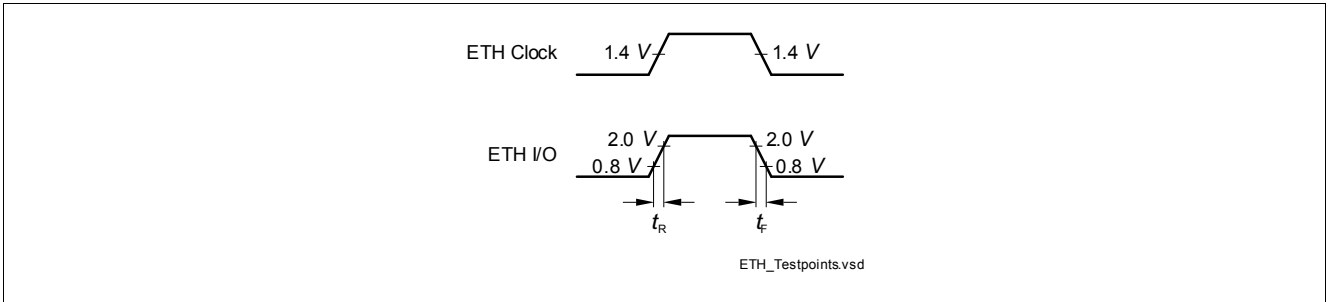 ETH Clock 1.4 V 1.4 V
ETH I/O 2.0 V 2.0 V
0.8 V 0.8 V
tR tF
ETH_Testpoints.vsd